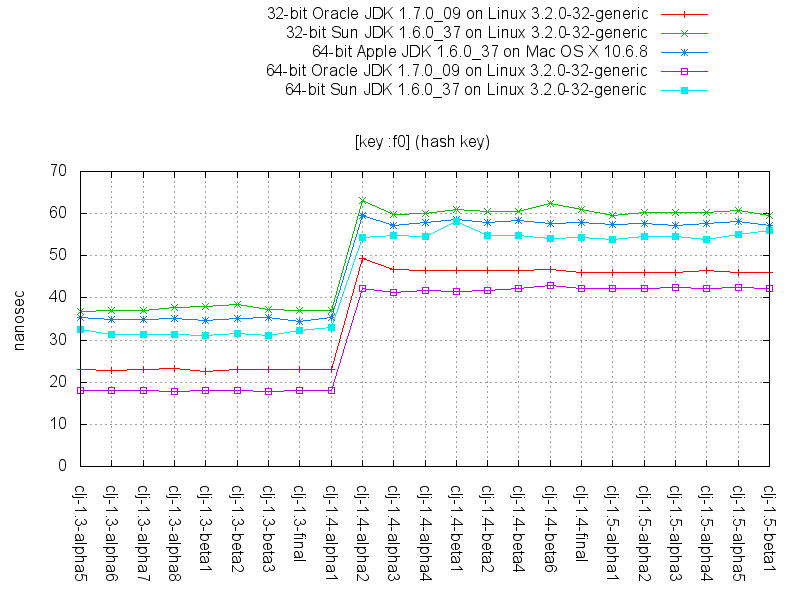 32-bit Oracle JDK 1.7.0_09 on Linux 3.2.0-32-generic
32-bit Sun JDK 1.6.0_37 on Linux 3.2.0-32-generic
64-bit Apple JDK 1.6.0_37 on Mac OS X 10.6.8
64-bit Oracle JDK 1.7.0_09 on Linux 3.2.0-32-generic
64-bit Sun JDK 1.6.0_37 on Linux 3.2.0-32-generic
[key :f0] (hash key)
70
60
50
40
30
20
10
0
nanosec
clj-1.3-alpha5
clj-1.3-alpha6
clj-1.3-alpha7
clj-1.3-alpha8
clj-1.3-beta1
clj-1.3-beta2
clj-1.3-beta3
clj-1.3-final
clj-1.4-alpha1
clj-1.4-alpha2
clj-1.4-alpha3
clj-1.4-alpha4
clj-1.4-beta1
clj-1.4-beta2
clj-1.4-beta4
clj-1.4-beta6
clj-1.4-final
clj-1.5-alpha1
clj-1.5-alpha2
clj-1.5-alpha3
clj-1.5-alpha4
clj-1.5-alpha5
clj-1.5-beta1